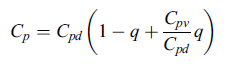 C_p = C_{pd} \left( 1 - q + \frac{C_{pv}}{C_{pd}} q \right)